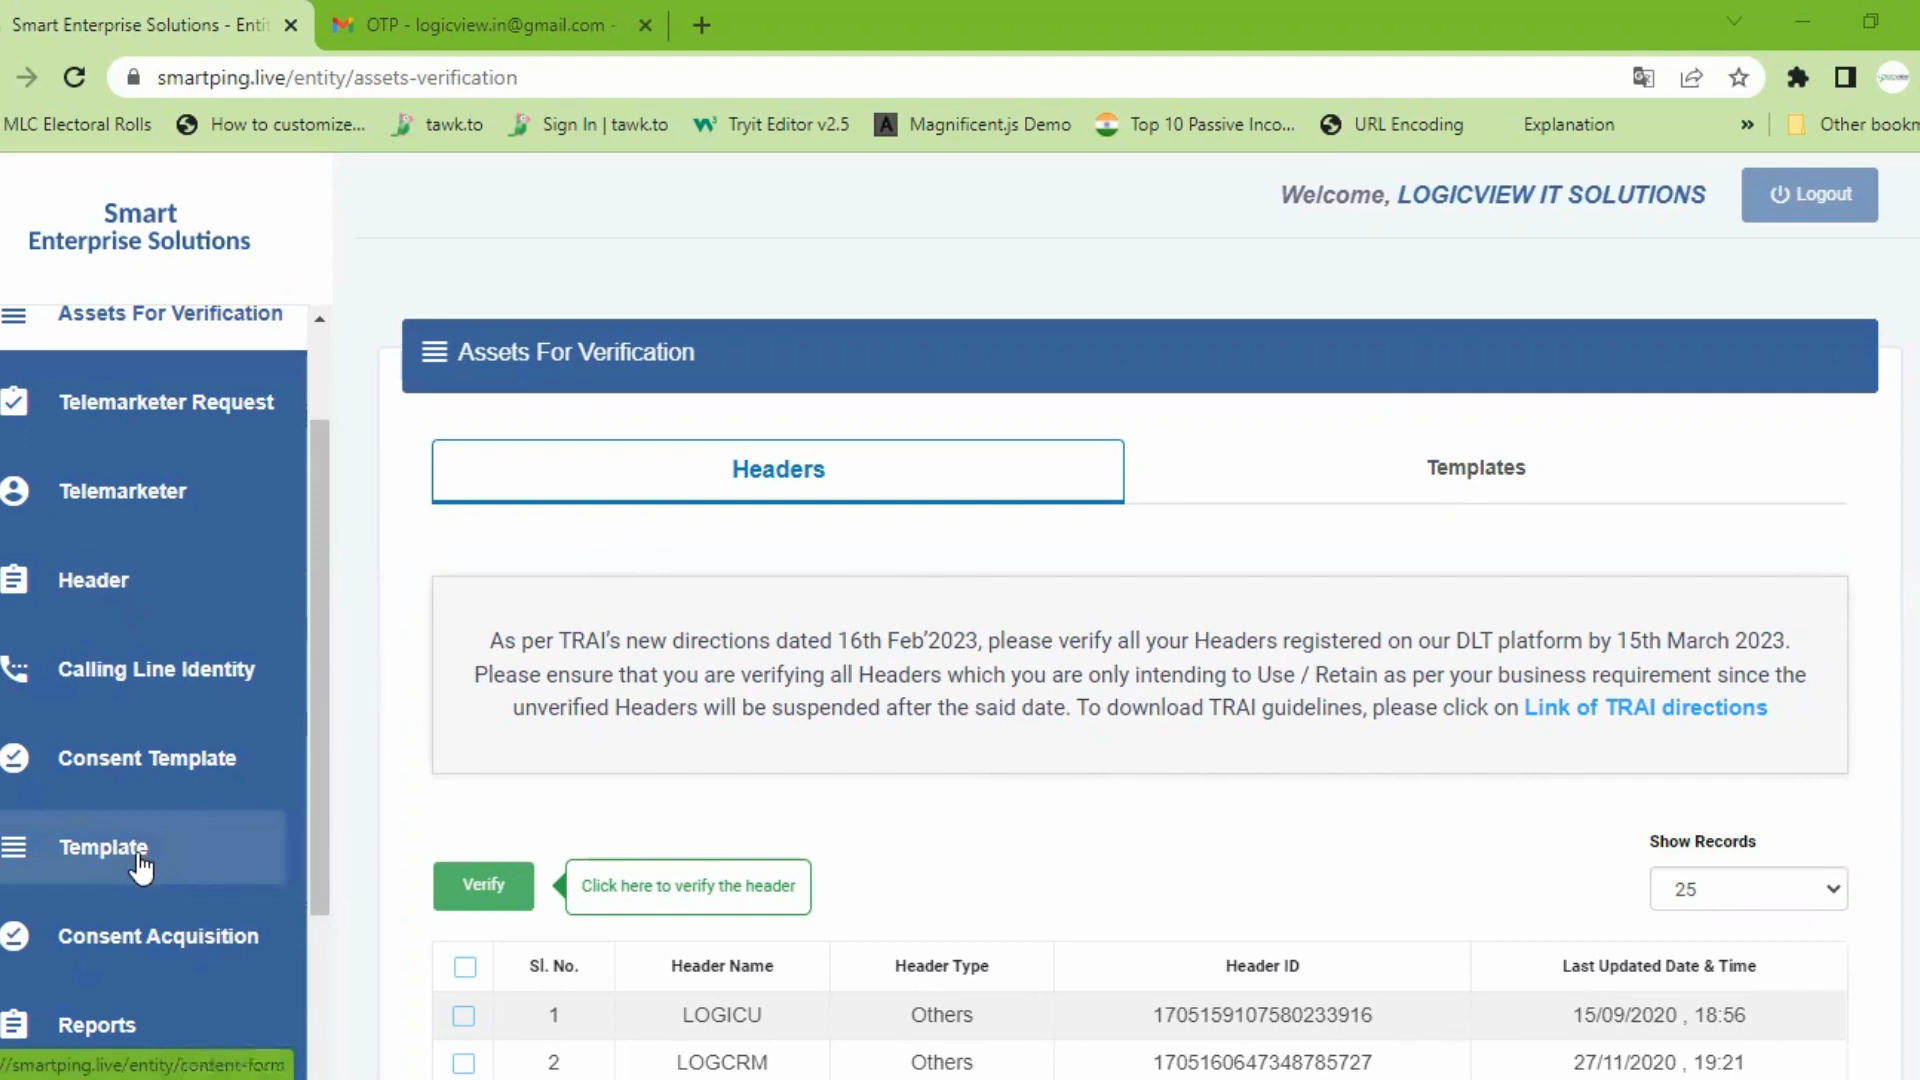 Smart Enterprise Solutions - Entit
OTP - logicview.in@gmail.com -
smartping.live/entity/assets-verification
MLC Electoral Rolls
How to customize...
tawk.to
Sign In | tawk.to
Tryit Editor v2.5
Magnificent.js Demo
Top 10 Passive Inco...
URL Encoding
Explanation
»
Other bookm
Smart
Enterprise Solutions
Welcome, LOGICVIEW IT SOLUTIONS
Logout
Assets For Verification
Telemarketer Request
Telemarketer
Header
Calling Line Identity
Consent Template
Template
Consent Acquisition
Reports
//smartping.live/entity/content-form
Assets For Verification
Headers
Templates
As per TRAI's new directions dated 16th Feb'2023, please verify all your Headers registered on our DLT platform by 15th March 2023.
Please ensure that you are verifying all Headers which you are only intending to Use / Retain as per your business requirement since the
unverified Headers will be suspended after the said date. To download TRAI guidelines, please click on Link of TRAI directions
Show Records
Verify
Click here to verify the header
25
Sl. No. Header Name Header Type Header ID Last Updated Date & Time
1 LOGICU Others 1705159107580233916 15/09/2020 , 18:56
2 LOGCRM Others 1705160647348785727 27/11/2020 , 19:21